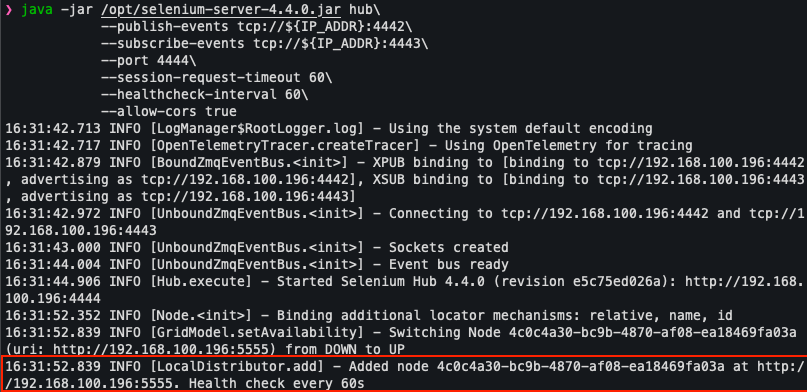 ❯ java -jar /opt/selenium-server-4.4.0.jar hub\
--publish-events tcp://${IP_ADDR}:4442\
--subscribe-events tcp://${IP_ADDR}:4443\
--port 4444\
--session-request-timeout 60\
--healthcheck-interval 60\
--allow-cors true
16:31:42.713 INFO [LogManager$RootLogger.log] - Using the system default encoding
16:31:42.717 INFO [OpenTelemetryTracer.createTracer] - Using OpenTelemetry for tracing
16:31:42.879 INFO [BoundZmqEventBus.<init>] - XPUB binding to [binding to tcp://192.168.100.196:4442
, advertising as tcp://192.168.100.196:4442], XSUB binding to [binding to tcp://192.168.100.196:4443
, advertising as tcp://192.168.100.196:4443]
16:31:42.972 INFO [UnboundZmqEventBus.<init>] - Connecting to tcp://192.168.100.196:4442 and tcp://1
92.168.100.196:4443
16:31:43.000 INFO [UnboundZmqEventBus.<init>] - Sockets created
16:31:44.004 INFO [UnboundZmqEventBus.<init>] - Event bus ready
16:31:44.906 INFO [Hub.execute] - Started Selenium Hub 4.4.0 (revision e5c75ed026a): http://192.168.
100.196:4444
16:31:52.352 INFO [Node.<init>] - Binding additional locator mechanisms: relative, name, id
16:31:52.839 INFO [GridModel.setAvailability] - Switching Node 4c0c4a30-bc9b-4870-af08-ea18469fa03a
(uri: http://192.168.100.196:5555) from DOWN to UP
16:31:52.839 INFO [LocalDistributor.add] - Added node 4c0c4a30-bc9b-4870-af08-ea18469fa03a at http:/
/192.168.100.196:5555. Health check every 60s